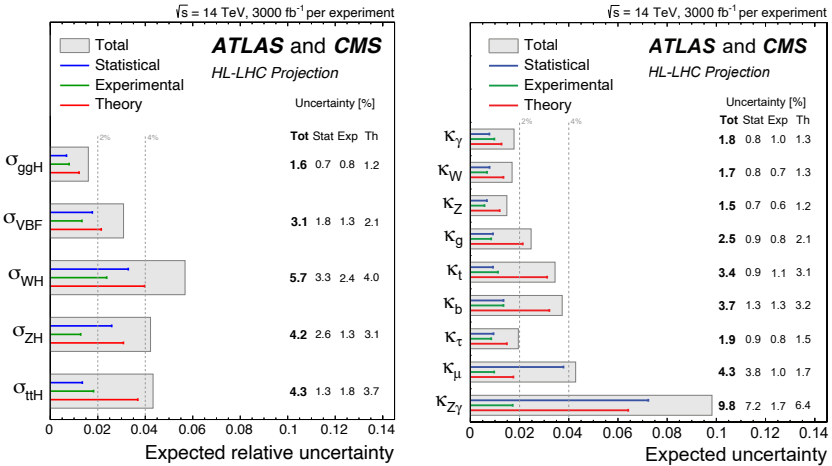 √s = 14 TeV, 3000 fb⁻¹ per experiment
Total
Statistical
Experimental
Theory
ATLAS and CMS
HL-LHC Projection
Uncertainty [%]
Tot Stat Exp Th
2% 4%
σggH 1.6 0.7 0.8 1.2
σVBF 3.1 1.8 1.3 2.1
σWH 5.7 3.3 2.4 4.0
σZH 4.2 2.6 1.3 3.1
σttH 4.3 1.3 1.8 3.7
0 0.02 0.04 0.06 0.08 0.1 0.12 0.14
Expected relative uncertainty
√s = 14 TeV, 3000 fb⁻¹ per experiment
Total
Statistical
Experimental
Theory
ATLAS and CMS
HL-LHC Projection
Uncertainty [%]
Tot Stat Exp Th
2% 4%
κγ 1.8 0.8 1.0 1.3
κW 1.7 0.8 0.7 1.3
κZ 1.5 0.7 0.6 1.2
κg 2.5 0.9 0.8 2.1
κt 3.4 0.9 1.1 3.1
κb 3.7 1.3 1.3 3.2
κτ 1.9 0.9 0.8 1.5
κμ 4.3 3.8 1.0 1.7
κZγ 9.8 7.2 1.7 6.4
0 0.02 0.04 0.06 0.08 0.1 0.12 0.14
Expected uncertainty